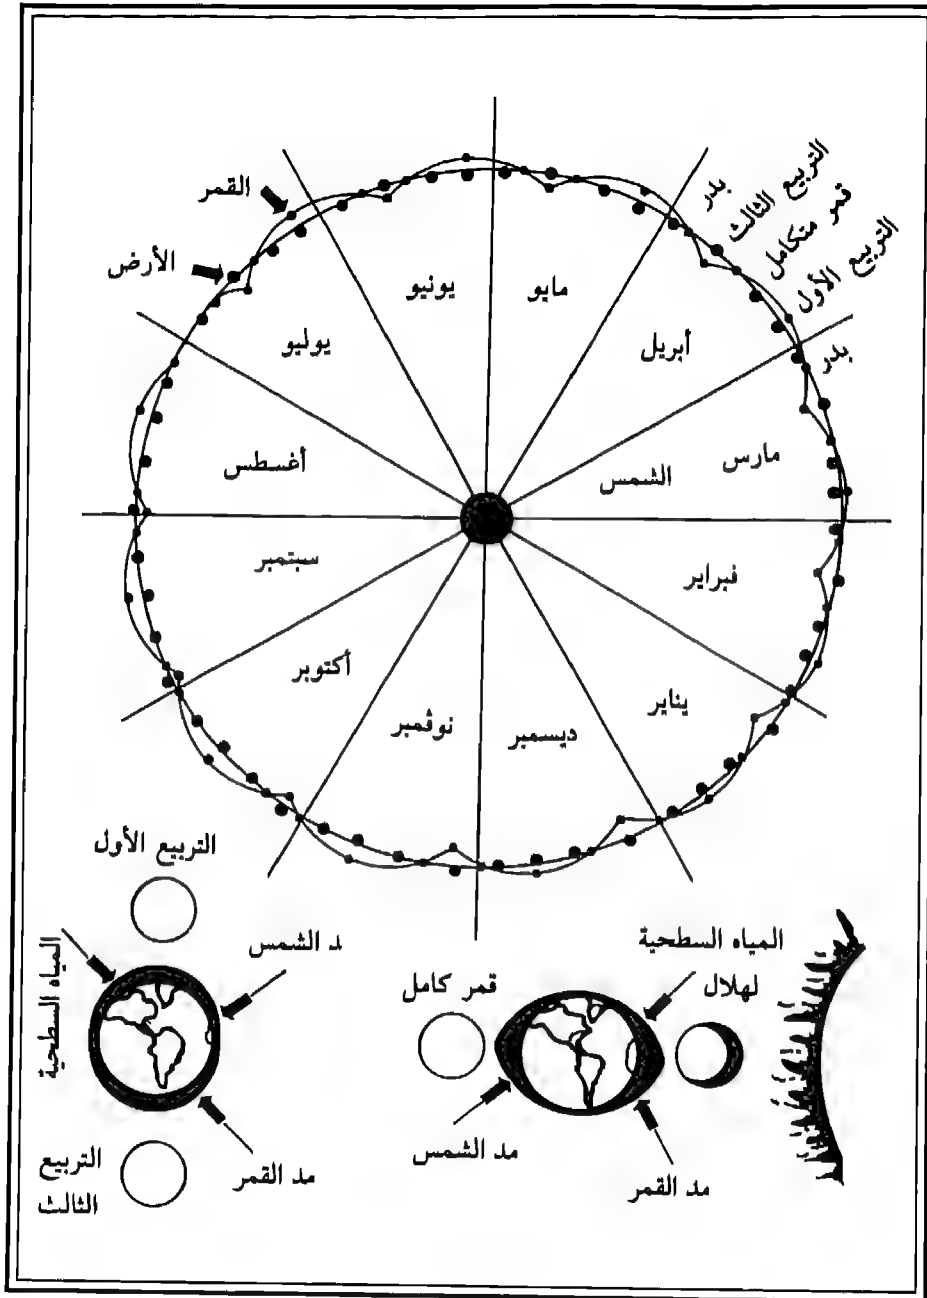 بدر
التربيع الثالث
قمر متكامل
التربيع الأول
بدر
القمر
الأرض
يونيو
مايو
يوليو
أبريل
أغسطس
الشمس
مارس
سبتمبر
فبراير
أكتوبر
يناير
نوڤمبر
ديسمبر
المياه السطحية
لهلال
قمر كامل
مد الشمس
مد القمر
التربيع الأول
د الشمس
المياه السطحية
مد القمر
التربيع
الثالث